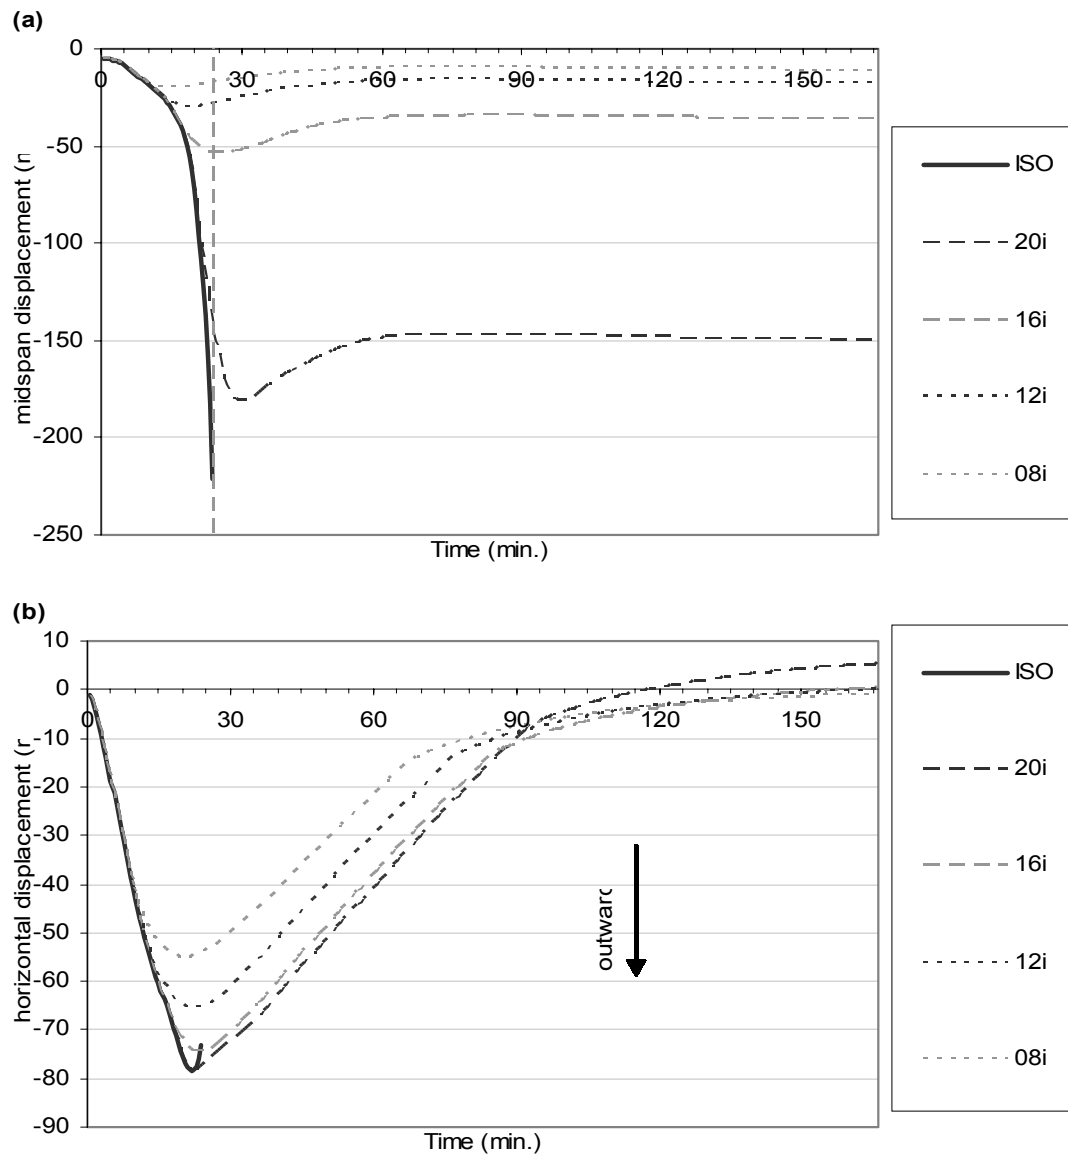 (a)
0
-50
-100
-150
-200
-250
0 30 60 90 120 150
midspan displacement (
Time (min.)
ISO
20i
16i
12i
08i
(b)
10
0
-10
-20
-30
-40
-50
-60
-70
-80
-90
0 30 60 90 120 150
horizontal displacement (
outward
Time (min.)
ISO
20i
16i
12i
08i